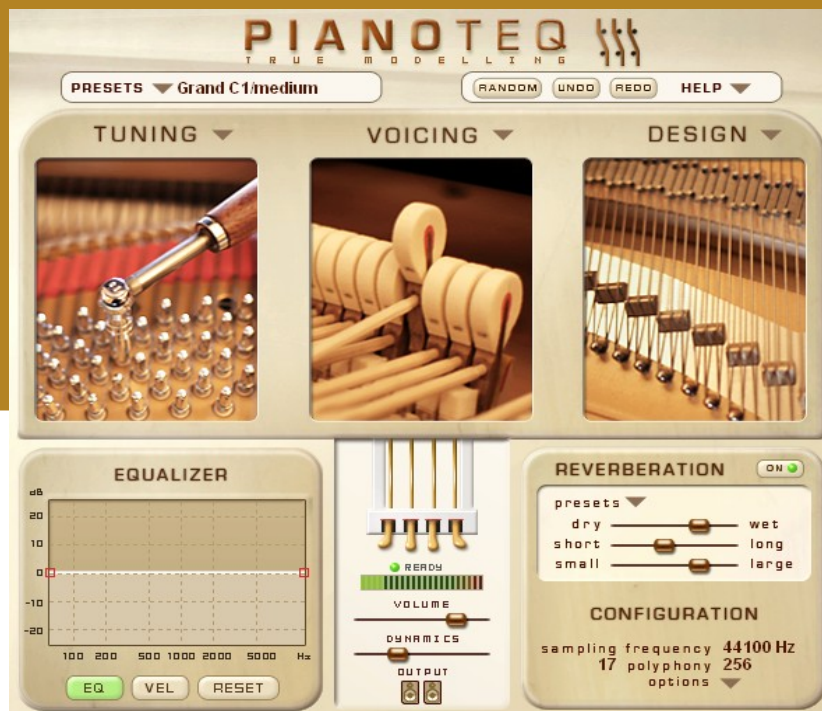 PIANOTEQ
TRUE MODELLING
PRESETS Grand C1/medium
RANDOM UNDO REDO HELP
TUNING VOICING DESIGN
EQUALIZER
dB
20
10
0
-10
-20
100 200 500 1000 2000 5000 Hz
EQ VEL RESET
READY
VOLUME
DYNAMICS
OUTPUT
REVERBERATION ON
presets
dry wet
short long
small large
CONFIGURATION
sampling frequency 44100 Hz
17 polyphony 256
options